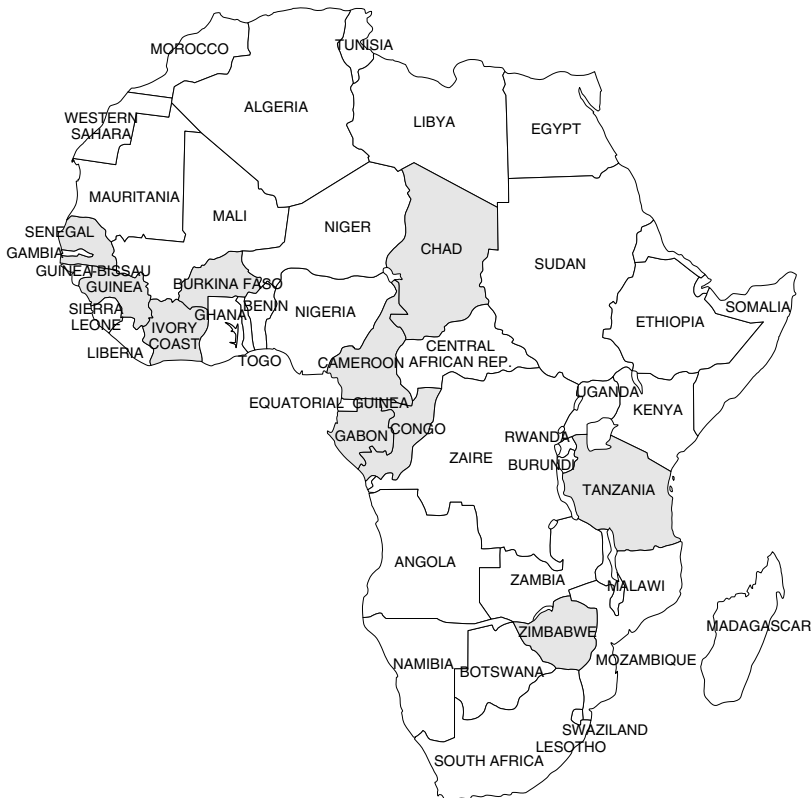 MOROCCO
TUNISIA
ALGERIA
LIBYA
EGYPT
WESTERN
SAHARA
MAURITANIA
MALI
NIGER
CHAD
SUDAN
SENEGAL
GAMBIA
GUINEA-BISSAU
GUINEA
BURKINA FASO
BENIN
NIGERIA
SIERRA
LEONE
GHANA
IVORY
COAST
LIBERIA
TOGO
CAMEROON
CENTRAL
AFRICAN REP.
ETHIOPIA
SOMALIA
EQUATORIAL GUINEA
UGANDA
KENYA
GABON
CONGO
ZAIRE
RWANDA
BURUNDI
TANZANIA
ANGOLA
ZAMBIA
MALAWI
MADAGASCAR
ZIMBABWE
MOZAMBIQUE
NAMIBIA
BOTSWANA
SWAZILAND
LESOTHO
SOUTH AFRICA